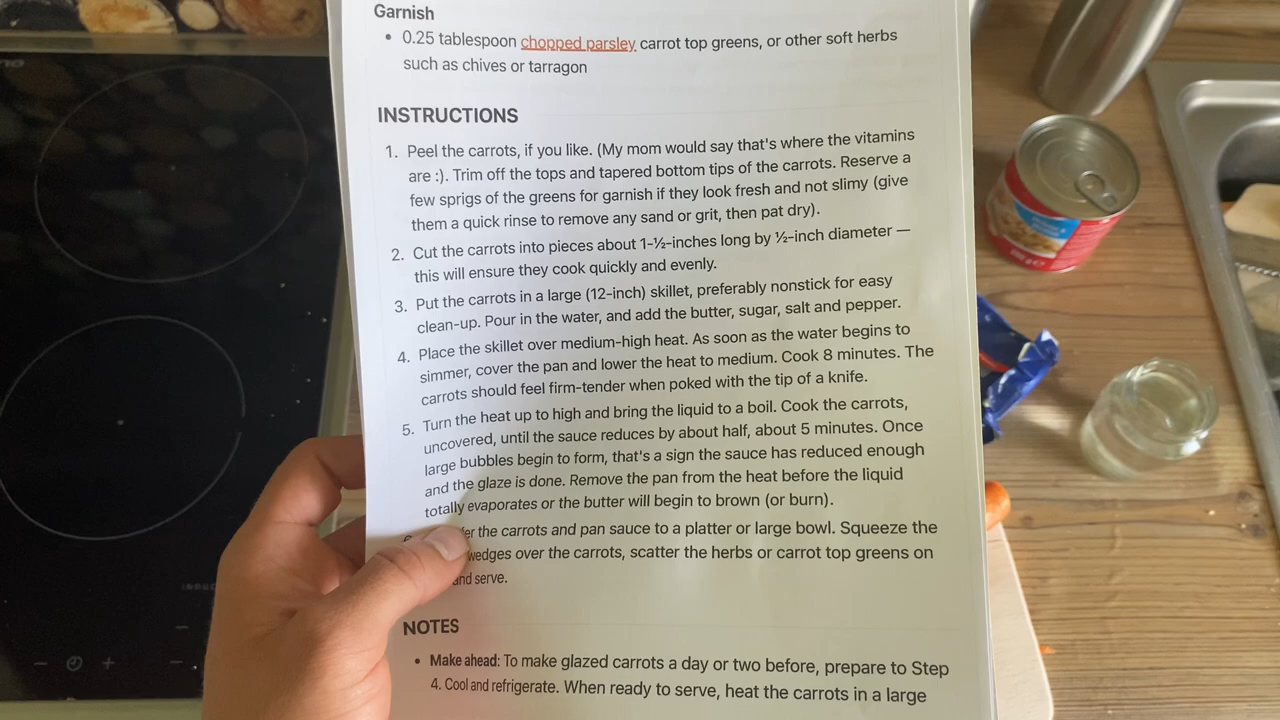 Garnish
• 0.25 tablespoon chopped parsley, carrot top greens, or other soft herbs
such as chives or tarragon
INSTRUCTIONS
1. Peel the carrots, if you like. (My mom would say that's where the vitamins
are :). Trim off the tops and tapered bottom tips of the carrots. Reserve a
few sprigs of the greens for garnish if they look fresh and not slimy (give
them a quick rinse to remove any sand or grit, then pat dry).
2. Cut the carrots into pieces about 1-½-inches long by ½-inch diameter —
this will ensure they cook quickly and evenly.
3. Put the carrots in a large (12-inch) skillet, preferably nonstick for easy
clean-up. Pour in the water, and add the butter, sugar, salt and pepper.
4. Place the skillet over medium-high heat. As soon as the water begins to
simmer, cover the pan and lower the heat to medium. Cook 8 minutes. The
carrots should feel firm-tender when poked with the tip of a knife.
5. Turn the heat up to high and bring the liquid to a boil. Cook the carrots,
uncovered, until the sauce reduces by about half, about 5 minutes. Once
large bubbles begin to form, that's a sign the sauce has reduced enough
and the glaze is done. Remove the pan from the heat before the liquid
totally evaporates or the butter will begin to brown (or burn).
the carrots and pan sauce to a platter or large bowl. Squeeze the
wedges over the carrots, scatter the herbs or carrot top greens on
and serve.
NOTES
• Make ahead: To make glazed carrots a day or two before, prepare to Step
4. Cool and refrigerate. When ready to serve, heat the carrots in a large